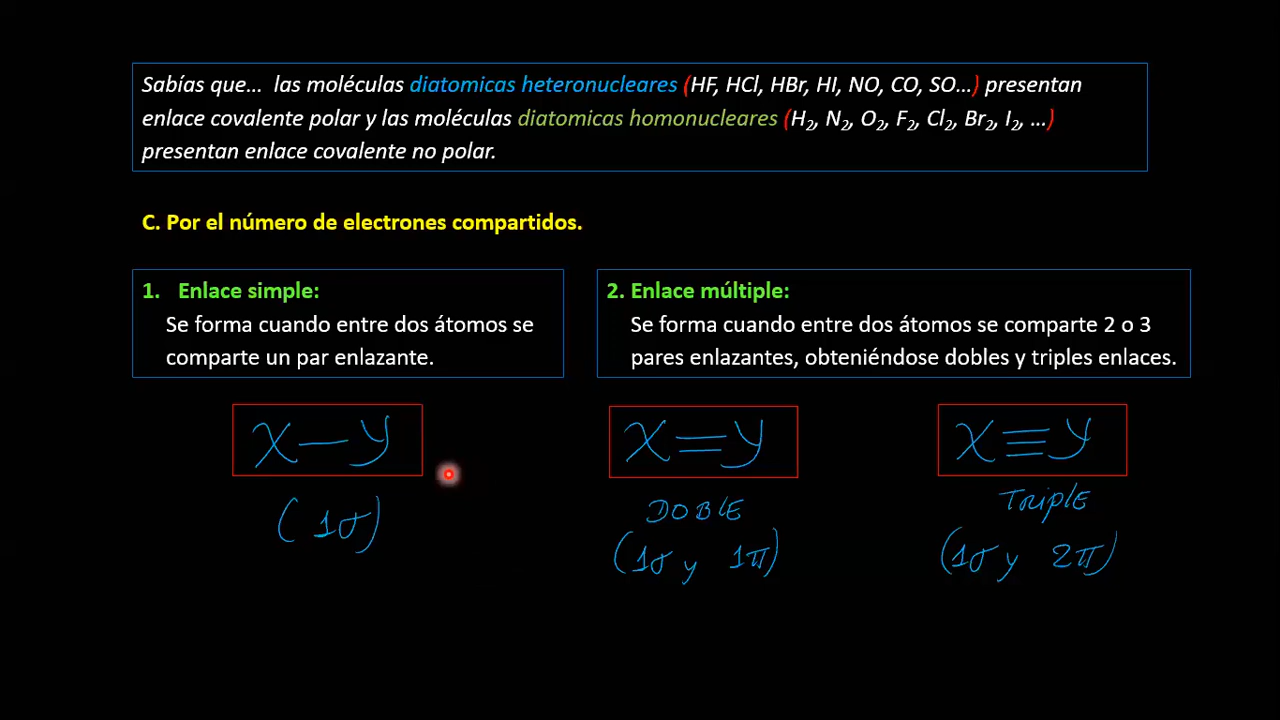 Sabías que... las moléculas diatomicas heteronucleares (HF, HCl, HBr, HI, NO, CO, SO...) presentan
enlace covalente polar y las moléculas diatomicas homonucleares (H₂, N₂, O₂, F₂, Cl₂, Br₂, I₂, ...)
presentan enlace covalente no polar.
C. Por el número de electrones compartidos.
1. Enlace simple:
Se forma cuando entre dos átomos se
comparte un par enlazante.
2. Enlace múltiple:
Se forma cuando entre dos átomos se comparte 2 o 3
pares enlazantes, obteniéndose dobles y triples enlaces.
X — Y
(1σ)
X = Y
DOBLE
(1σ y 1π)
X ≡ Y
TRIPLE
(1σ y 2π)